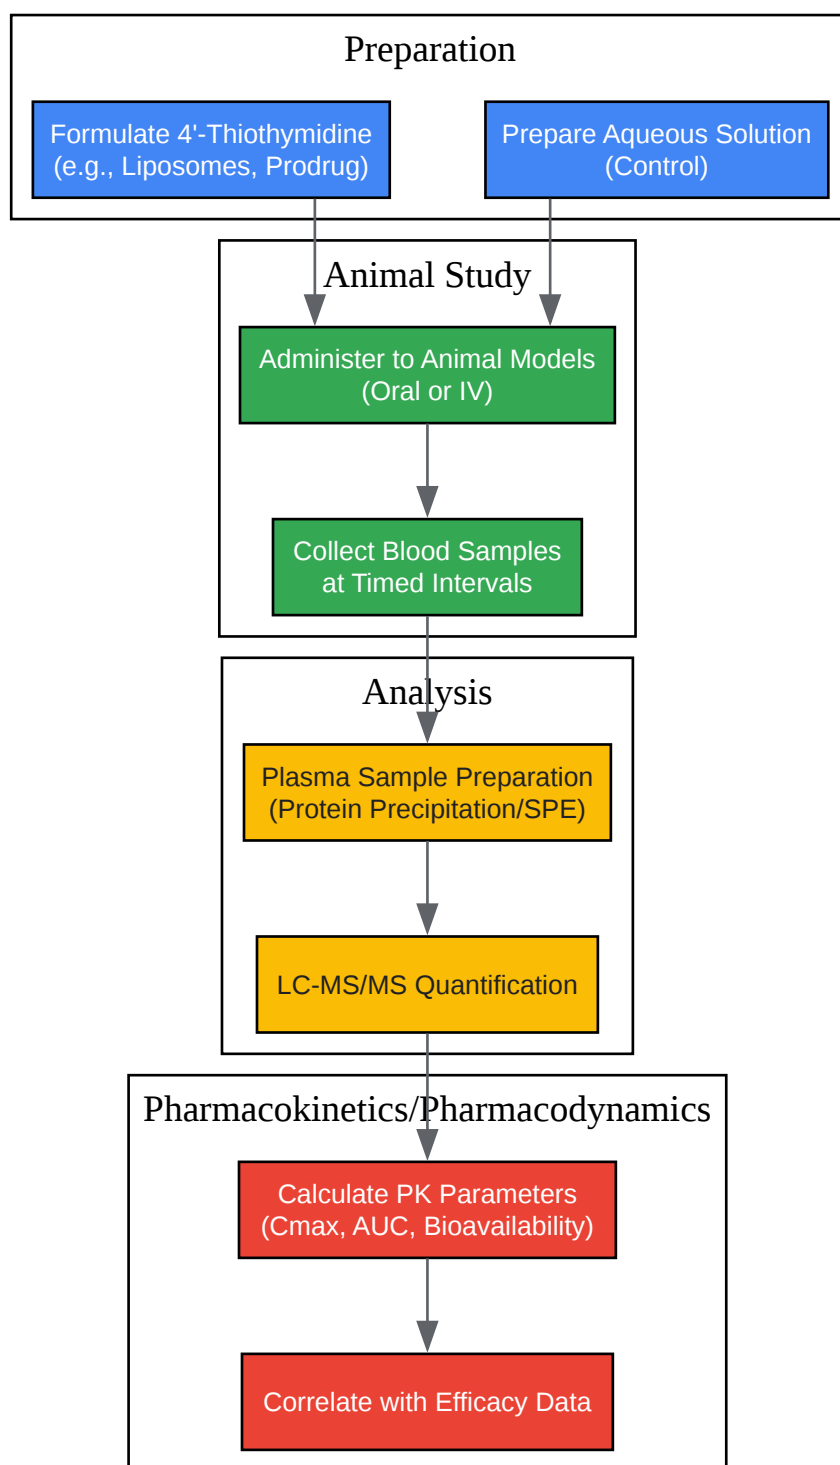 Preparation
Formulate 4'-Thiothymidine
(e.g., Liposomes, Prodrug)
Prepare Aqueous Solution
(Control)
Animal Study
Administer to Animal Models
(Oral or IV)
Collect Blood Samples
at Timed Intervals
Analysis
Plasma Sample Preparation
(Protein Precipitation/SPE)
LC-MS/MS Quantification
Pharmacokinetics/Pharmacodynamics
Calculate PK Parameters
(Cmax, AUC, Bioavailability)
Correlate with Efficacy Data